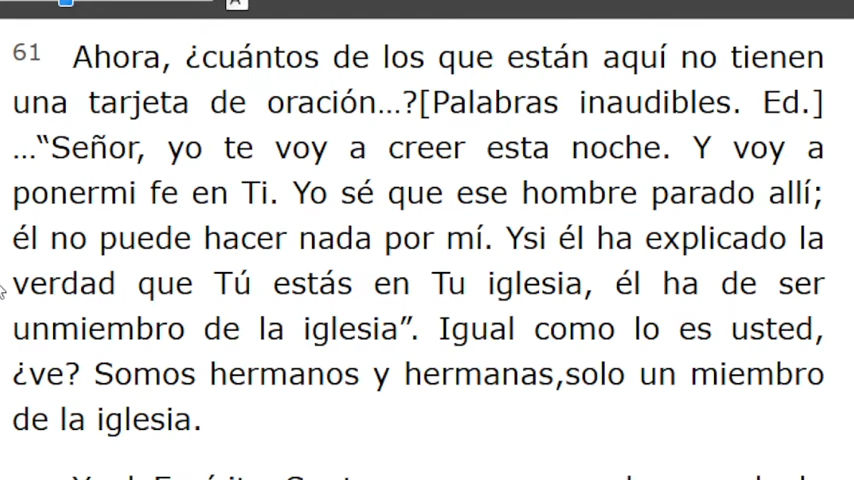 61 Ahora, ¿cuántos de los que están aquí no tienen
una tarjeta de oración...?[Palabras inaudibles. Ed.]
...“Señor, yo te voy a creer esta noche. Y voy a
ponermi fe en Ti. Yo sé que ese hombre parado allí;
él no puede hacer nada por mí. Ysi él ha explicado la
verdad que Tú estás en Tu iglesia, él ha de ser
unmiembro de la iglesia”. Igual como lo es usted,
¿ve? Somos hermanos y hermanas,solo un miembro
de la iglesia.